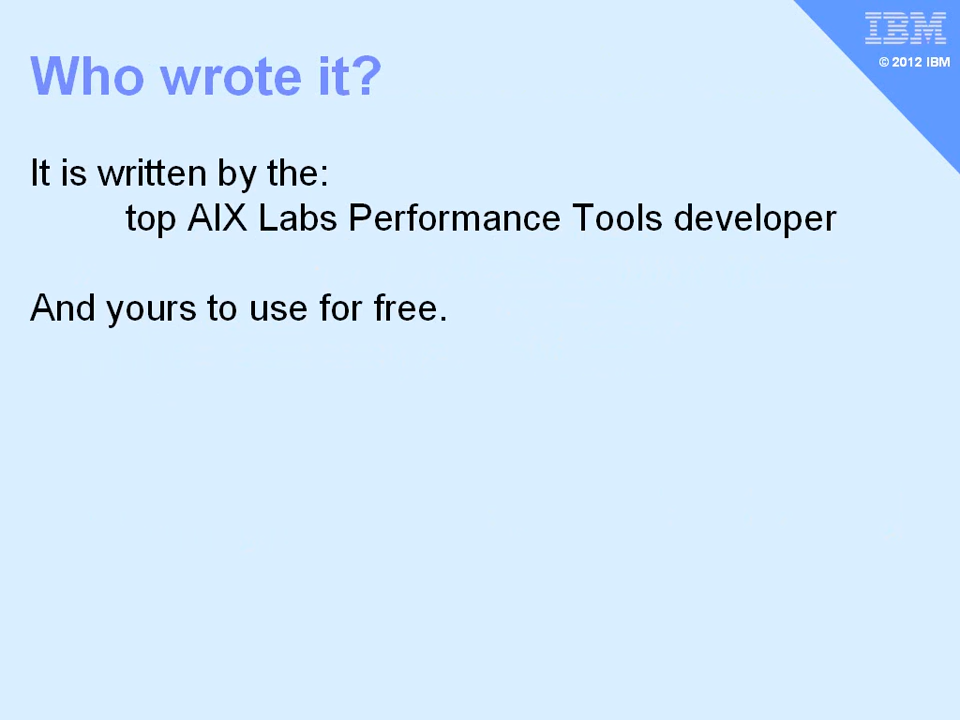 IBM
© 2012 IBM
Who wrote it?
It is written by the:
top AIX Labs Performance Tools developer
And yours to use for free.